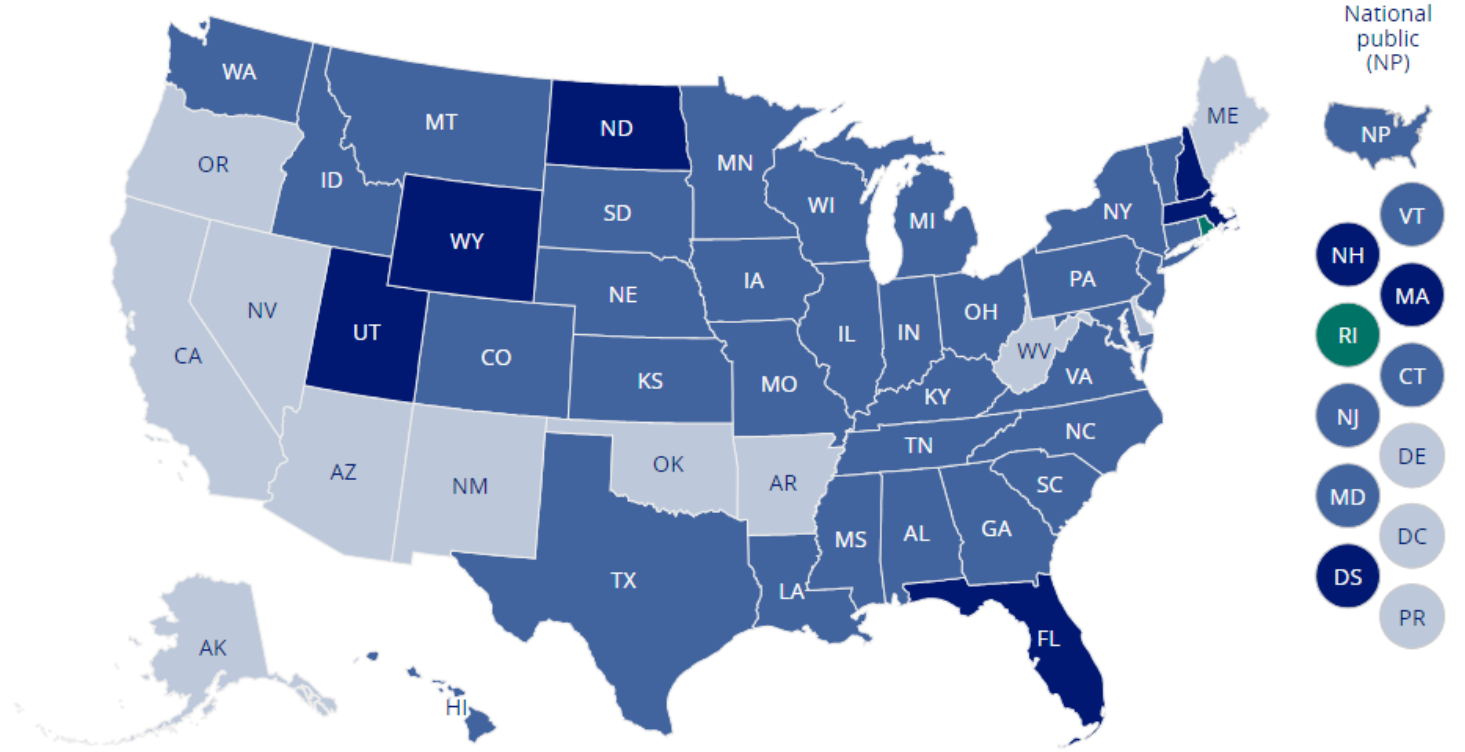 National
public
(NP)
WA
MT
ND
ME
MN
NP
OR
ID
SD
WI
MI
NY
VT
WY
NH
IA
PA
MA
NE
NV
OH
UT
IL
IN
RI
CA
CO
WV
KS
MO
VA
CT
KY
NJ
TN
NC
DE
AZ
NM
OK
AR
SC
MD
MS
AL
GA
DC
TX
DS
LA
PR
FL
AK
HI